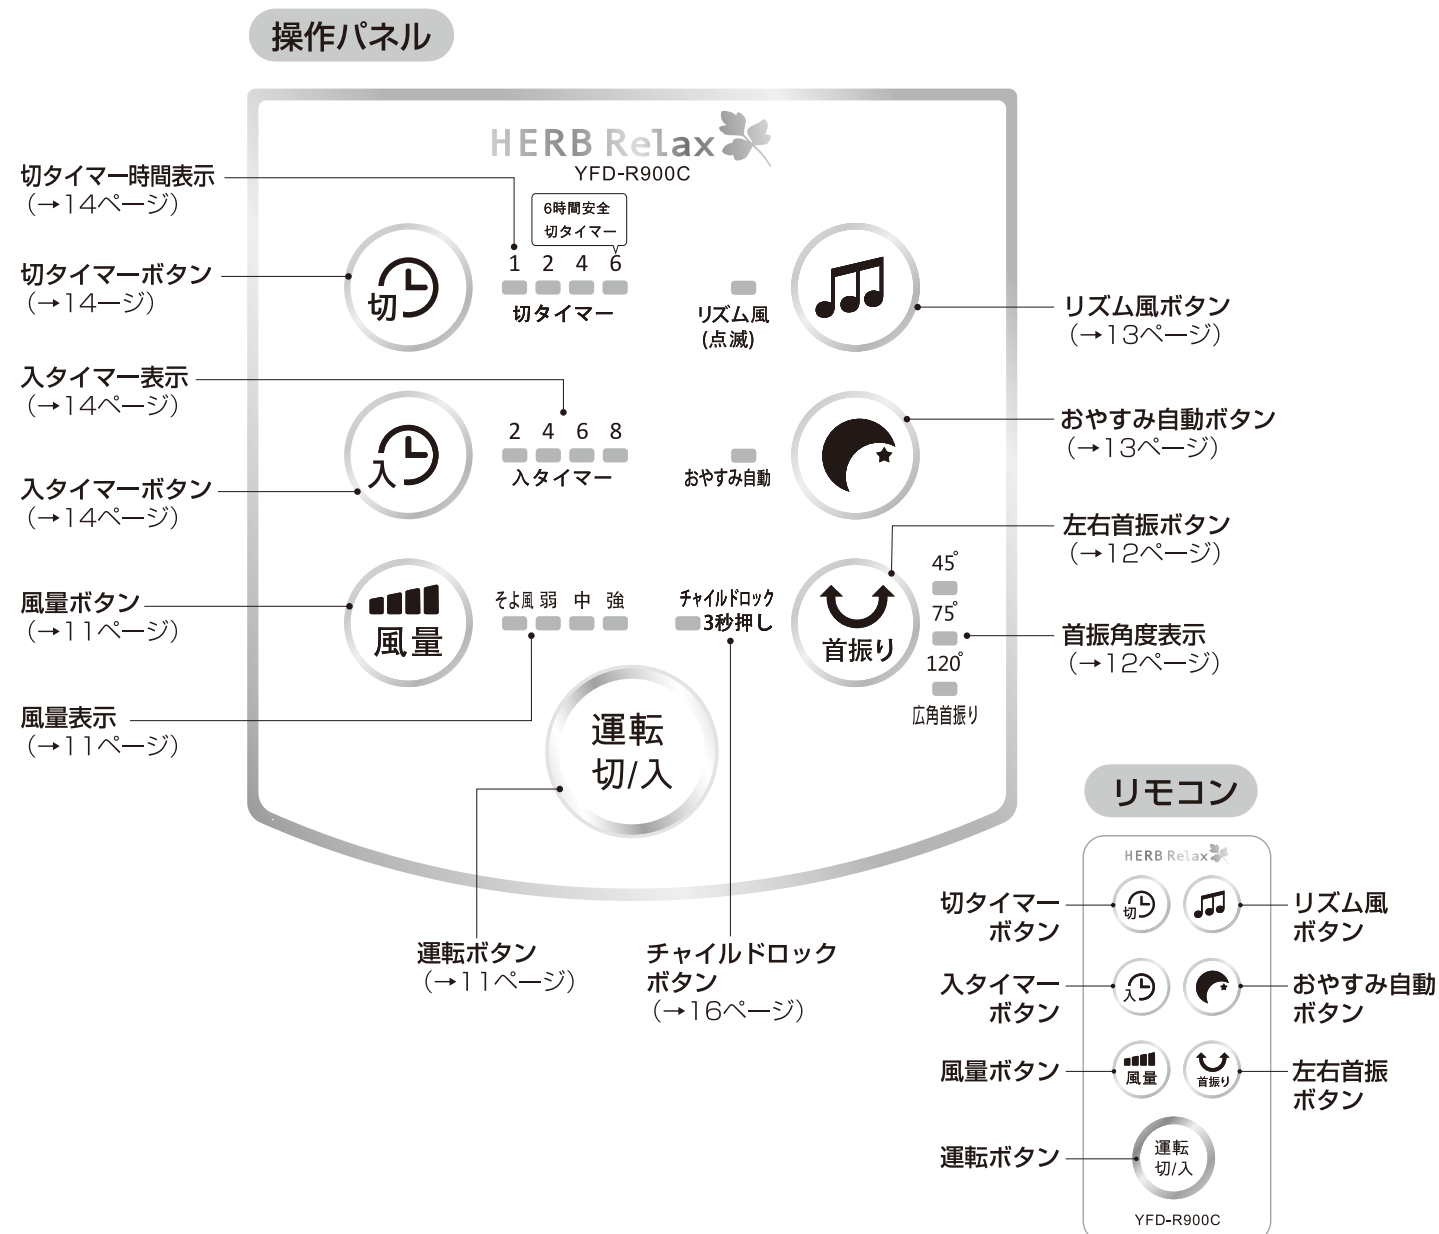 操作パネル
HERB Relax
YFD-R900C
切タイマー時間表示
(→14ページ)
切タイマーボタン
(→14ージ)
入タイマー表示
(→14ページ)
入タイマーボタン
(→14ページ)
風量ボタン
(→11ページ)
風量表示
(→11ページ)
切
6時間安全
切タイマー
1 2 4 6
切タイマー
リズム風
(点滅)
入
2 4 6 8
入タイマー
おやすみ自動
風量
そよ風 弱 中 強
チャイルドロック
3秒押し
首振り
45°
75°
120°
広角首振り
運転
切/入
リズム風ボタン
(→13ページ)
おやすみ自動ボタン
(→13ページ)
左右首振ボタン
(→12ページ)
首振角度表示
(→12ページ)
運転ボタン
(→11ページ)
チャイルドロック
ボタン
(→16ページ)
リモコン
HERB Relax
切タイマー
ボタン
切
リズム風
ボタン
入タイマー
ボタン
入
おやすみ自動
ボタン
風量ボタン
風量
首振り
左右首振
ボタン
運転ボタン
運転
切/入
YFD-R900C